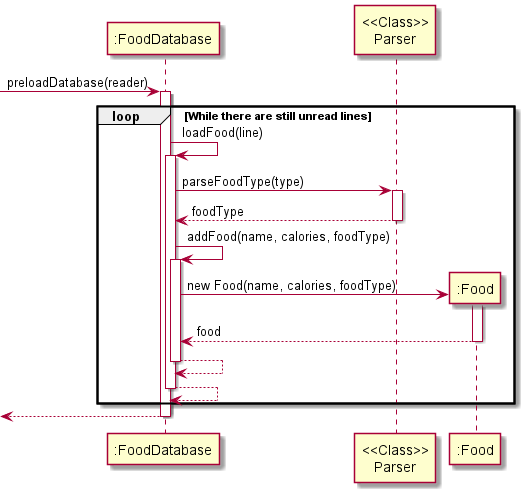 <<Class>>
:FoodDatabase
Parser
preloadDatabase(reader)
loop
[While there are still unread lines]
loadFood(line)
parseFoodType(type)
foodType
addFood(name, calories, foodType)
new Food(name, calories, foodType)
:Food
food
:FoodDatabase
<<Class>>
Parser
:Food